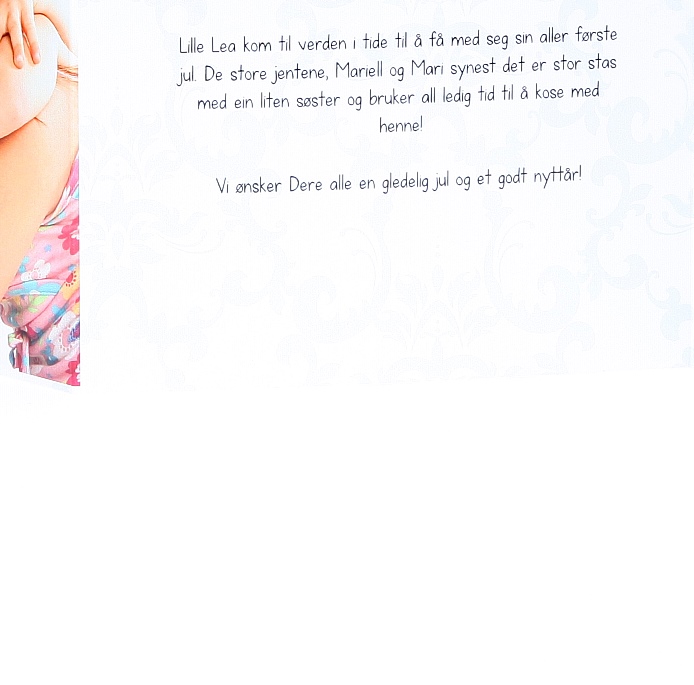 Lille Lea kom til verden i tide til å få med seg sin aller første
jul. De store jentene, Mariell og Mari synest det er stor stas
med ein liten søster og bruker all ledig tid til å kose med
henne!
Vi ønsker Dere alle en gledelig jul og et godt nyttår!